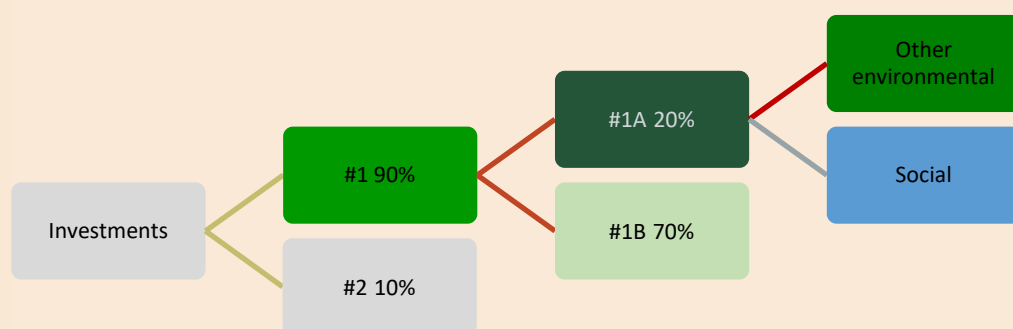 Other
environmental
#1A 20%
#1 90%
Social
Investments
#1B 70%
#2 10%